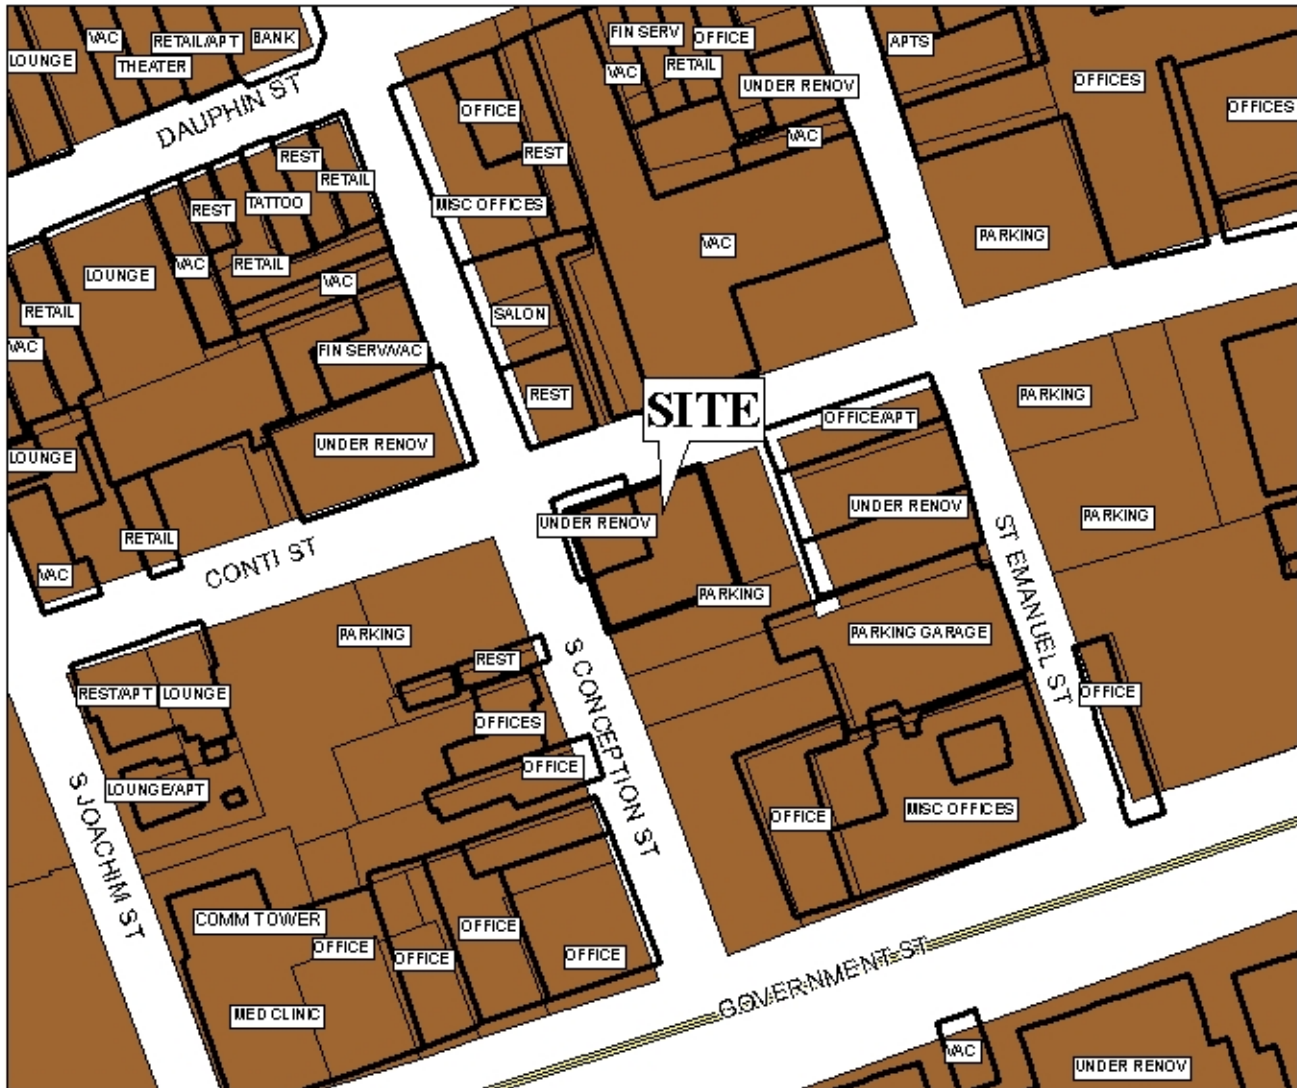 FIN SERV
OFFICE
VAC
RETAIL/APT
BANK
APTS
LOUNGE
THEATER
VAC
RETAIL
UNDER RENOV
OFFICES
OFFICES
DAUPHIN ST
OFFICE
VAC
REST
REST
RETAIL
TATTOO
REST
MISC OFFICES
PARKING
VAC
VAC
RETAIL
LOUNGE
VAC
RETAIL
SALON
VAC
FIN SERV/VAC
REST
PARKING
SITE
OFFICE/APT
UNDER RENOV
LOUNGE
UNDER RENOV
PARKING
UNDER RENOV
RETAIL
CONTI ST
VAC
ST EMANUEL ST
PARKING
PARKING
PARKING GARAGE
REST
S CONCEPTION ST
REST/APT
LOUNGE
OFFICE
OFFICES
OFFICE
LOUNGE/APT
S JOACHIM ST
OFFICE
MISC OFFICES
COMM TOWER
OFFICE
OFFICE
OFFICE
OFFICE
GOVERNMENT ST
MED CLINIC
VAC
UNDER RENOV